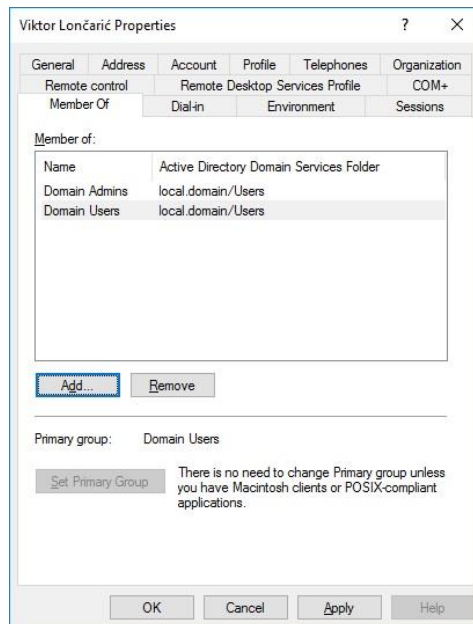 Viktor Lončarić Properties
? ×
General Address Account Profile Telephones Organization
Remote control Remote Desktop Services Profile COM+
Member Of Dial-in Environment Sessions
Member of:
Name Active Directory Domain Services Folder
Domain Admins local.domain/Users
Domain Users local.domain/Users
Add... Remove
Primary group: Domain Users
Set Primary Group
There is no need to change Primary group unless
you have Macintosh clients or POSIX-compliant
applications.
OK Cancel Apply Help